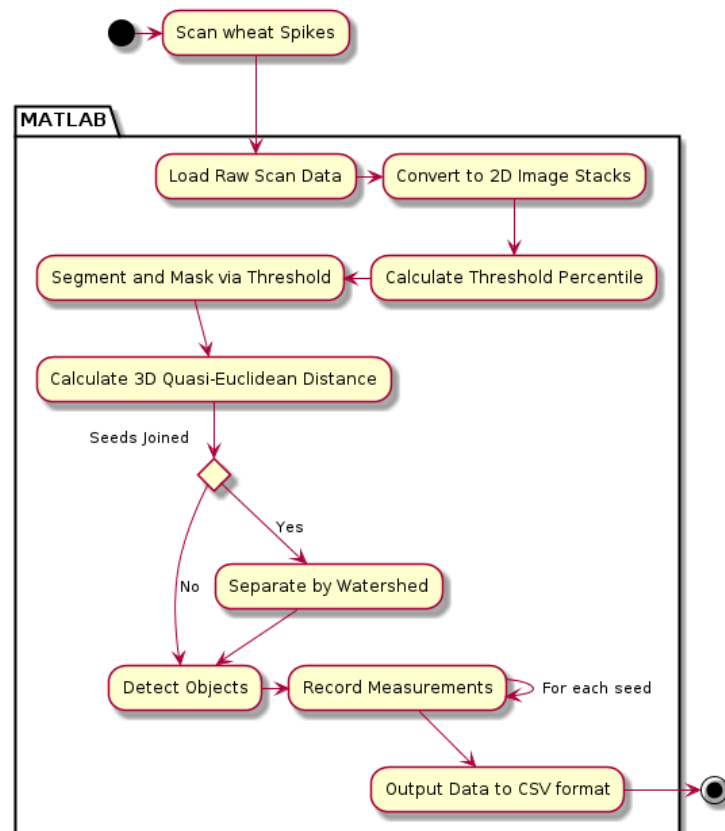 Scan wheat Spikes
MATLAB
Load Raw Scan Data
Convert to 2D Image Stacks
Segment and Mask via Threshold
Calculate Threshold Percentile
Calculate 3D Quasi-Euclidean Distance
Seeds Joined
Yes
No
Separate by Watershed
Detect Objects
Record Measurements
For each seed
Output Data to CSV format